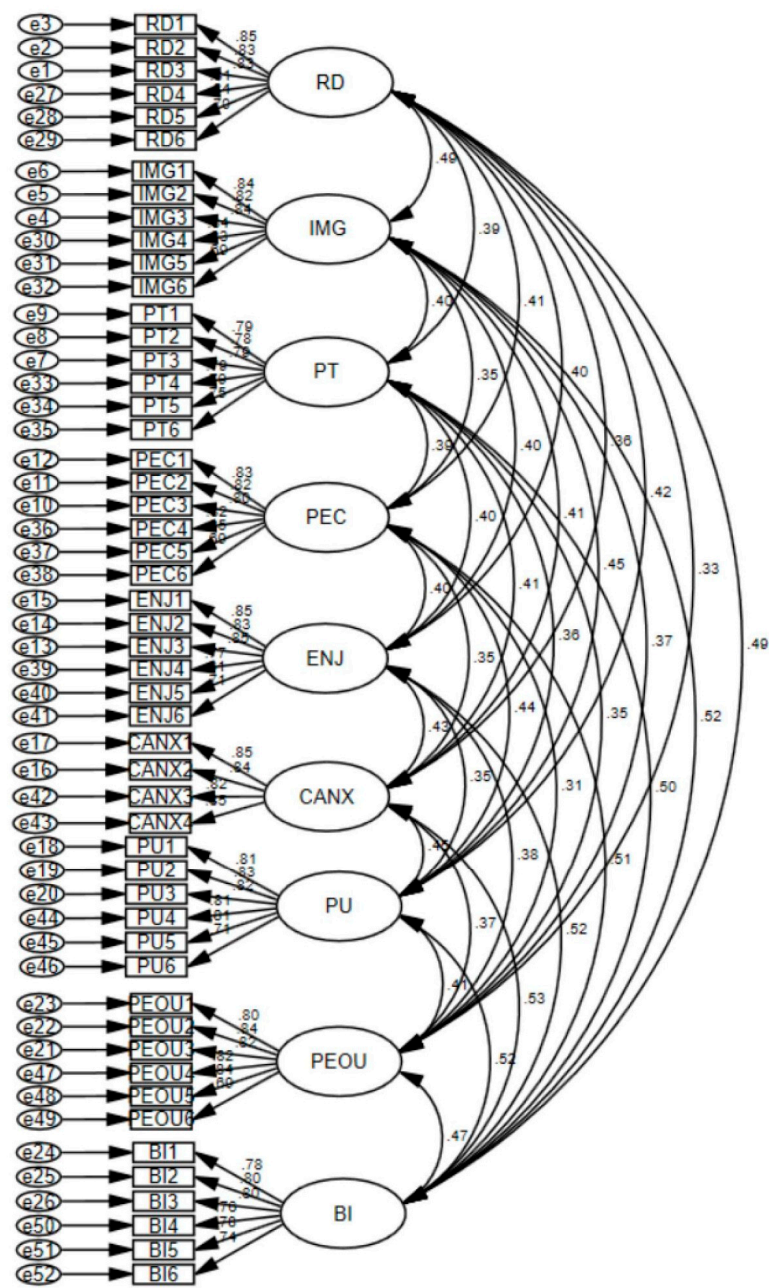 e3 RD1 .85
e2 RD2 .83
e1 RD3 .83
e27 RD4
e28 RD5
e29 RD6 .70
RD
e6 IMG1 .84
e5 IMG2 .82
e4 IMG3 .84
e30 IMG4
e31 IMG5
e32 IMG6
IMG
e9 PT1 .79
e8 PT2 .78
e7 PT3 .79
e33 PT4
e34 PT5
e35 PT6
PT
e12 PEC1 .83
e11 PEC2 .82
e10 PEC3 .80
e36 PEC4
e37 PEC5
e38 PEC6
PEC
e15 ENJ1 .85
e14 ENJ2 .83
e13 ENJ3 .85
e39 ENJ4
e40 ENJ5
e41 ENJ6 .71
ENJ
e17 CANX1 .85
e16 CANX2 .84
e42 CANX3 .82
e43 CANX4
CANX
e18 PU1 .81
e19 PU2 .83
e20 PU3 .82
e44 PU4 .81
e45 PU5
e46 PU6 .71
PU
e23 PEOU1 .80
e22 PEOU2 .84
e21 PEOU3 .82
e47 PEOU4 .82
e48 PEOU5
e49 PEOU6 .69
PEOU
e24 BI1 .78
e25 BI2 .80
e26 BI3 .80
e50 BI4 .76
e51 BI5
e52 BI6 .74
BI
.49
.39
.40
.41
.35
.40
.39
.40
.36
.40
.41
.42
.40
.41
.45
.33
.35
.36
.37
.49
.43
.44
.35
.52
.35
.31
.50
.38
.51
.37
.52
.41
.53
.52
.47